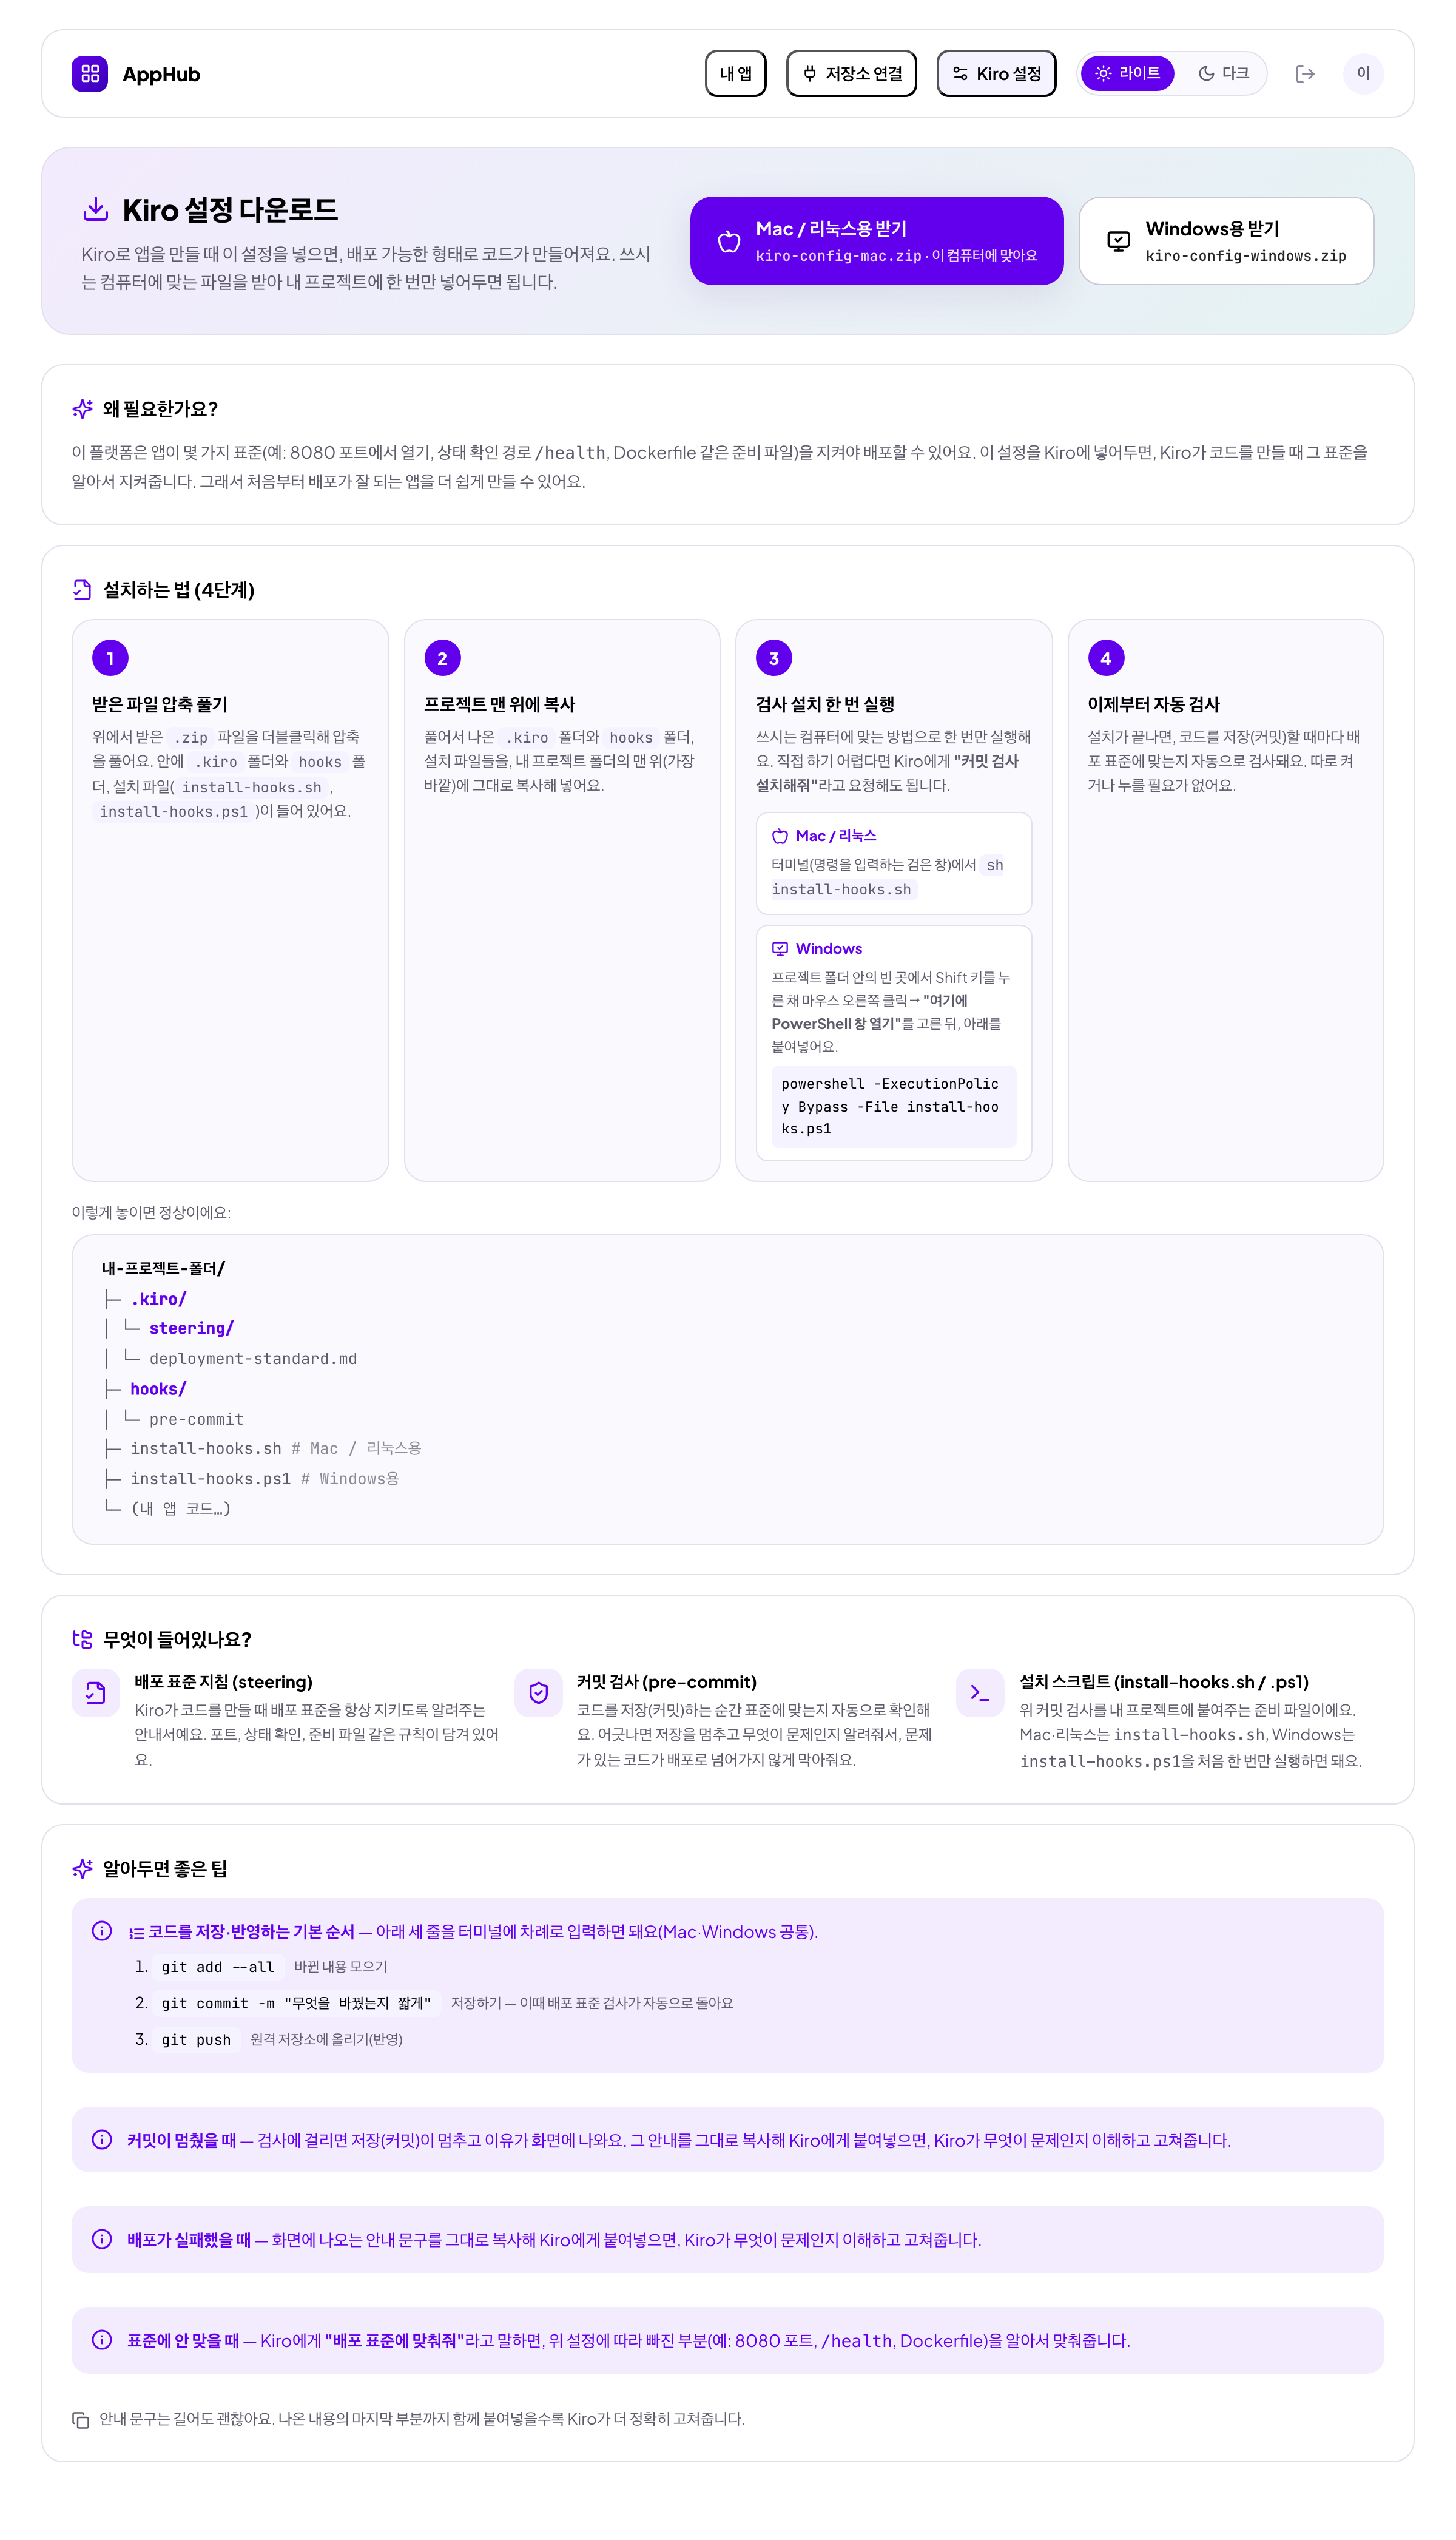 AppHub
내 앱
저장소 연결
Kiro 설정
라이트
다크
이
Kiro 설정 다운로드
Kiro로 앱을 만들 때 이 설정을 넣으면, 배포 가능한 형태로 코드가 만들어져요. 쓰시
는 컴퓨터에 맞는 파일을 받아 내 프로젝트에 한 번만 넣어두면 됩니다.
Mac / 리눅스용 받기
kiro-config-mac.zip · 이 컴퓨터에 맞아요
Windows용 받기
kiro-config-windows.zip
왜 필요한가요?
이 플랫폼은 앱이 몇 가지 표준(예: 8080 포트에서 열기, 상태 확인 경로 /health, Dockerfile 같은 준비 파일)을 지켜야 배포할 수 있어요. 이 설정을 Kiro에 넣어두면, Kiro가 코드를 만들 때 그 표준을
알아서 지켜줍니다. 그래서 처음부터 배포가 잘 되는 앱을 더 쉽게 만들 수 있어요.
설치하는 법 (4단계)
1
받은 파일 압축 풀기
위에서 받은 .zip 파일을 더블클릭해 압축
을 풀어요. 안에 .kiro 폴더와 hooks 폴
더, 설치 파일( install-hooks.sh ,
install-hooks.ps1 )이 들어 있어요.
2
프로젝트 맨 위에 복사
풀어서 나온 .kiro 폴더와 hooks 폴더,
설치 파일들을, 내 프로젝트 폴더의 맨 위(가장
바깥)에 그대로 복사해 넣어요.
3
검사 설치 한 번 실행
쓰시는 컴퓨터에 맞는 방법으로 한 번만 실행해
요. 직접 하기 어렵다면 Kiro에게 "커밋 검사
설치해줘"라고 요청해도 됩니다.
Mac / 리눅스
터미널(명령을 입력하는 검은 창)에서 sh
install-hooks.sh
Windows
프로젝트 폴더 안의 빈 곳에서 Shift 키를 누
른 채 마우스 오른쪽 클릭 → "여기에
PowerShell 창 열기"를 고른 뒤, 아래를
붙여넣어요.
powershell -ExecutionPolic
y Bypass -File install-hoo
ks.ps1
4
이제부터 자동 검사
설치가 끝나면, 코드를 저장(커밋)할 때마다 배
포 표준에 맞는지 자동으로 검사돼요. 따로 켜
거나 누를 필요가 없어요.
이렇게 놓이면 정상이에요:
내-프로젝트-폴더/
├─ .kiro/
│ └─ steering/
│ └─ deployment-standard.md
├─ hooks/
│ └─ pre-commit
├─ install-hooks.sh # Mac / 리눅스용
├─ install-hooks.ps1 # Windows용
└─ (내 앱 코드…)
무엇이 들어있나요?
배포 표준 지침 (steering)
Kiro가 코드를 만들 때 배포 표준을 항상 지키도록 알려주는
안내서예요. 포트, 상태 확인, 준비 파일 같은 규칙이 담겨 있어
요.
커밋 검사 (pre-commit)
코드를 저장(커밋)하는 순간 표준에 맞는지 자동으로 확인해
요. 어긋나면 저장을 멈추고 무엇이 문제인지 알려줘서, 문제
가 있는 코드가 배포로 넘어가지 않게 막아줘요.
설치 스크립트 (install-hooks.sh / .ps1)
위 커밋 검사를 내 프로젝트에 붙여주는 준비 파일이에요.
Mac·리눅스는 install-hooks.sh, Windows는
install-hooks.ps1을 처음 한 번만 실행하면 돼요.
알아두면 좋은 팁
코드를 저장·반영하는 기본 순서 — 아래 세 줄을 터미널에 차례로 입력하면 돼요(Mac·Windows 공통).
1. git add --all 바뀐 내용 모으기
2. git commit -m "무엇을 바꿨는지 짧게" 저장하기 — 이때 배포 표준 검사가 자동으로 돌아요
3. git push 원격 저장소에 올리기(반영)
커밋이 멈췄을 때 — 검사에 걸리면 저장(커밋)이 멈추고 이유가 화면에 나와요. 그 안내를 그대로 복사해 Kiro에게 붙여넣으면, Kiro가 무엇이 문제인지 이해하고 고쳐줍니다.
배포가 실패했을 때 — 화면에 나오는 안내 문구를 그대로 복사해 Kiro에게 붙여넣으면, Kiro가 무엇이 문제인지 이해하고 고쳐줍니다.
표준에 안 맞을 때 — Kiro에게 "배포 표준에 맞춰줘"라고 말하면, 위 설정에 따라 빠진 부분(예: 8080 포트, /health, Dockerfile)을 알아서 맞춰줍니다.
안내 문구는 길어도 괜찮아요. 나온 내용의 마지막 부분까지 함께 붙여넣을수록 Kiro가 더 정확히 고쳐줍니다.